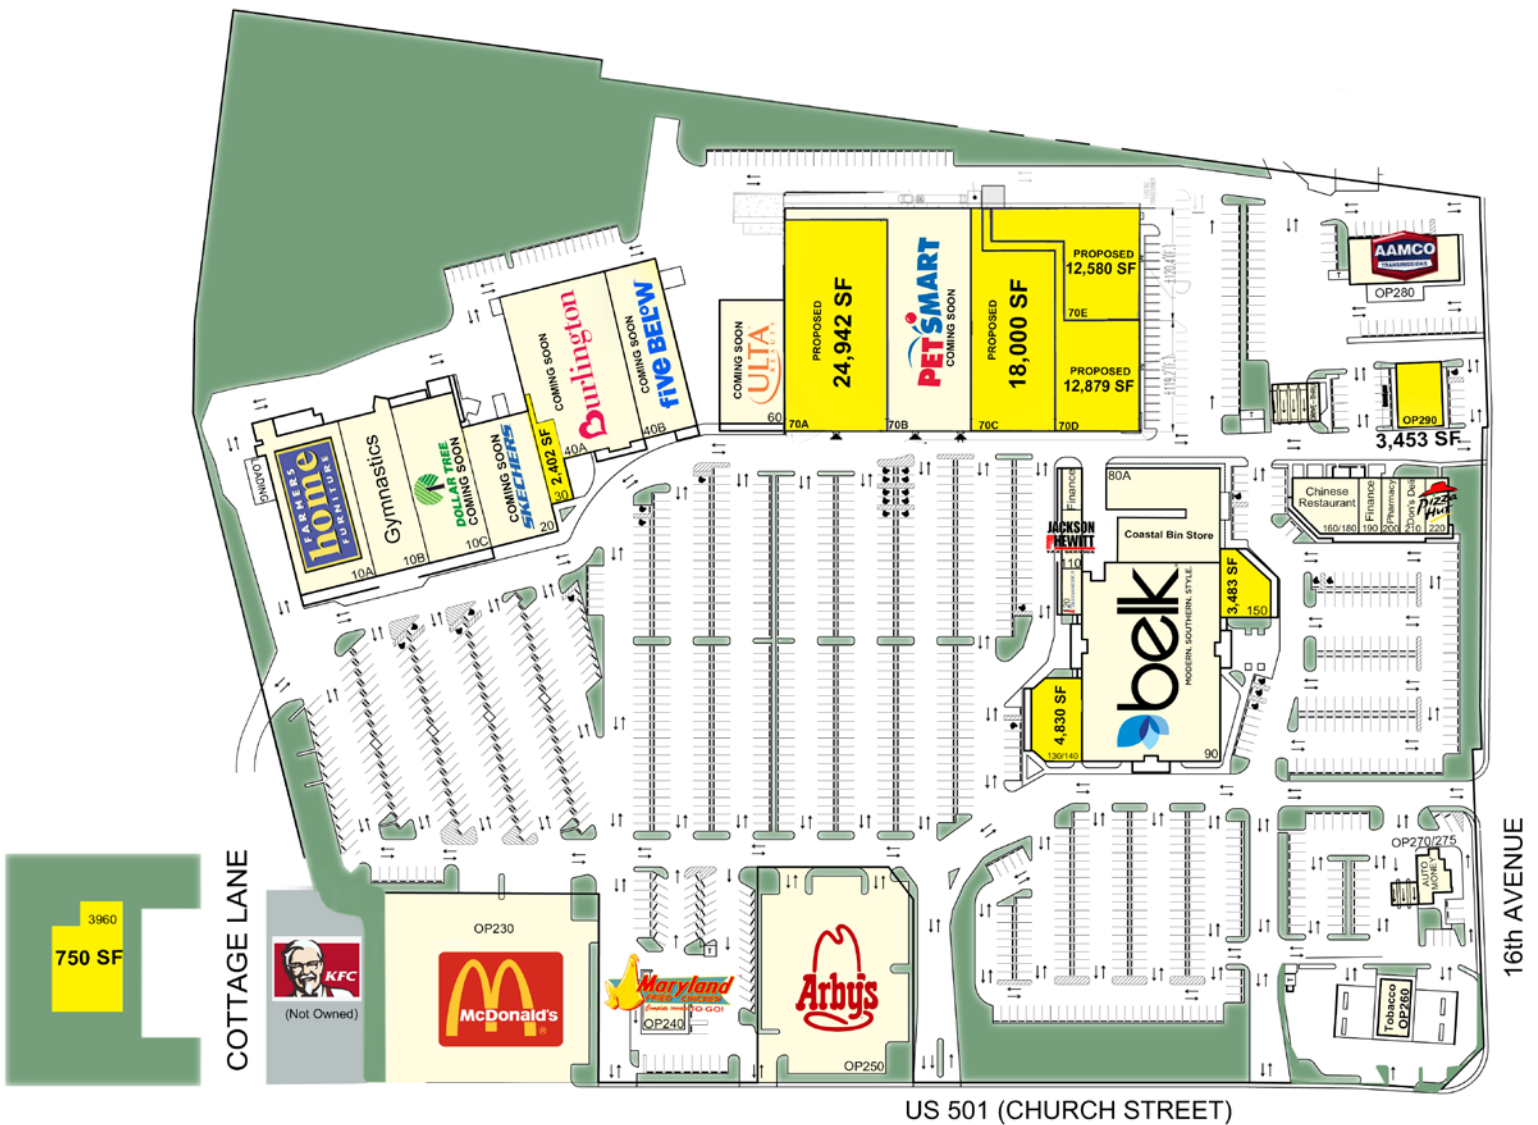 AAMCO
TRANSMISSIONS
OP280
PROPOSED
24,942 SF
70A
PETSMART
COMING SOON
70B
PROPOSED
18,000 SF
70C
PROPOSED
12,580 SF
70E
PROPOSED
12,879 SF
70D
COMING SOON
ULTA
BEAUTY
60
COMING SOON
Burlington
40A
COMING SOON
five BELOW
40B
2,402 SF
30
COMING SOON
SKECHERS
20
DOLLAR TREE
COMING SOON
10C
Gymnastics
10B
FARMERS
home
FURNITURE
10A
LOADING
OP290
3,453 SF
80A
Finance
JACKSON
HEWITT
110
Coastal Bin Store
belk
MODERN. SOUTHERN. STYLE.
90
3,483 SF
150
4,830 SF
130/140
Chinese
Restaurant
160/180
Finance
190
Pharmacy
200
Don's Deli
210
Pizza
Hut
220
OP270/275
AUTO
MONEY
Tobacco
OP260
16th AVENUE
3960
750 SF
COTTAGE LANE
KFC
(Not Owned)
OP230
McDonald's
Maryland
FRIED CHICKEN
TO-GO!
OP240
Arby's
OP250
US 501 (CHURCH STREET)